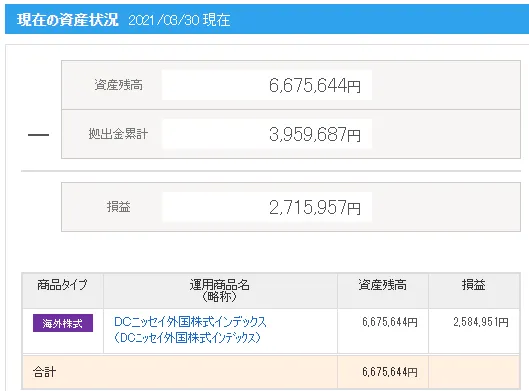 現在の資産状況 2021/03/30 現在
資産残高 6,675,644円
— 拠出金累計 3,959,687円
損益 2,715,957円
商品タイプ 運用商品名 資産残高 損益
（略称）
海外株式 DCニッセイ外国株式インデックス 6,675,644円 2,584,951円
（DCニッセイ外国株式インデックス）
合計 6,675,644円